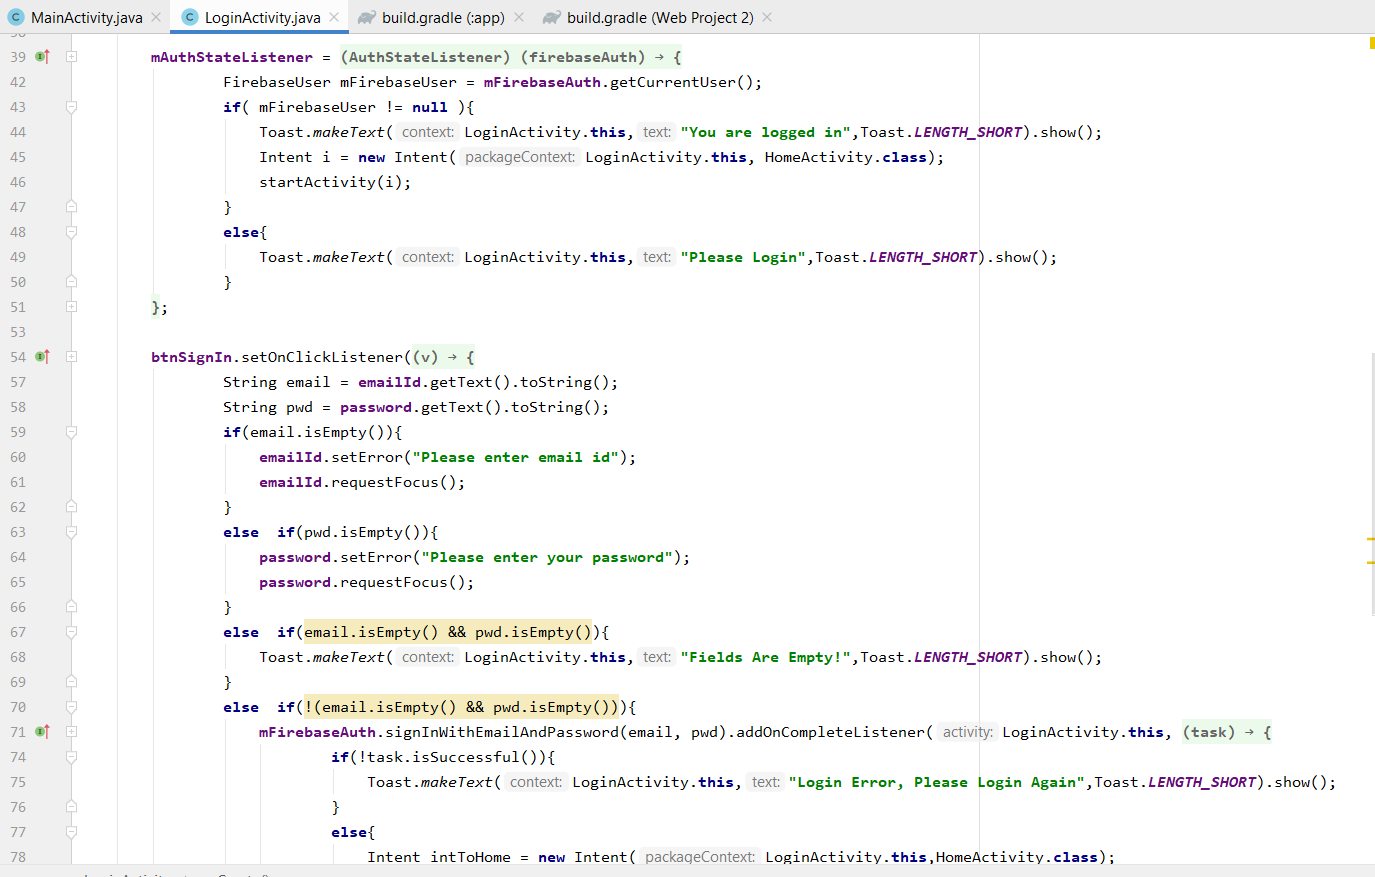 MainActivity.java LoginActivity.java build.gradle (:app) build.gradle (Web Project 2)
39 mAuthStateListener = (AuthStateListener) (firebaseAuth) → {
42 FirebaseUser mFirebaseUser = mFirebaseAuth.getCurrentUser();
43 if( mFirebaseUser != null ){
44 Toast.makeText( context: LoginActivity.this, text: "You are logged in",Toast.LENGTH_SHORT).show();
45 Intent i = new Intent( packageContext: LoginActivity.this, HomeActivity.class);
46 startActivity(i);
47 }
48 else{
49 Toast.makeText( context: LoginActivity.this, text: "Please Login",Toast.LENGTH_SHORT).show();
50 }
51 };
53
54 btnSignIn.setOnClickListener((v) → {
57 String email = emailId.getText().toString();
58 String pwd = password.getText().toString();
59 if(email.isEmpty()){
60 emailId.setError("Please enter email id");
61 emailId.requestFocus();
62 }
63 else  if(pwd.isEmpty()){
64 password.setError("Please enter your password");
65 password.requestFocus();
66 }
67 else  if(email.isEmpty() && pwd.isEmpty()){
68 Toast.makeText( context: LoginActivity.this, text: "Fields Are Empty!",Toast.LENGTH_SHORT).show();
69 }
70 else  if(!(email.isEmpty() && pwd.isEmpty())){
71 mFirebaseAuth.signInWithEmailAndPassword(email, pwd).addOnCompleteListener( activity: LoginActivity.this, (task) → {
74 if(!task.isSuccessful()){
75 Toast.makeText( context: LoginActivity.this, text: "Login Error, Please Login Again",Toast.LENGTH_SHORT).show();
76 }
77 else{
78 Intent intToHome = new Intent( packageContext: LoginActivity.this,HomeActivity.class);